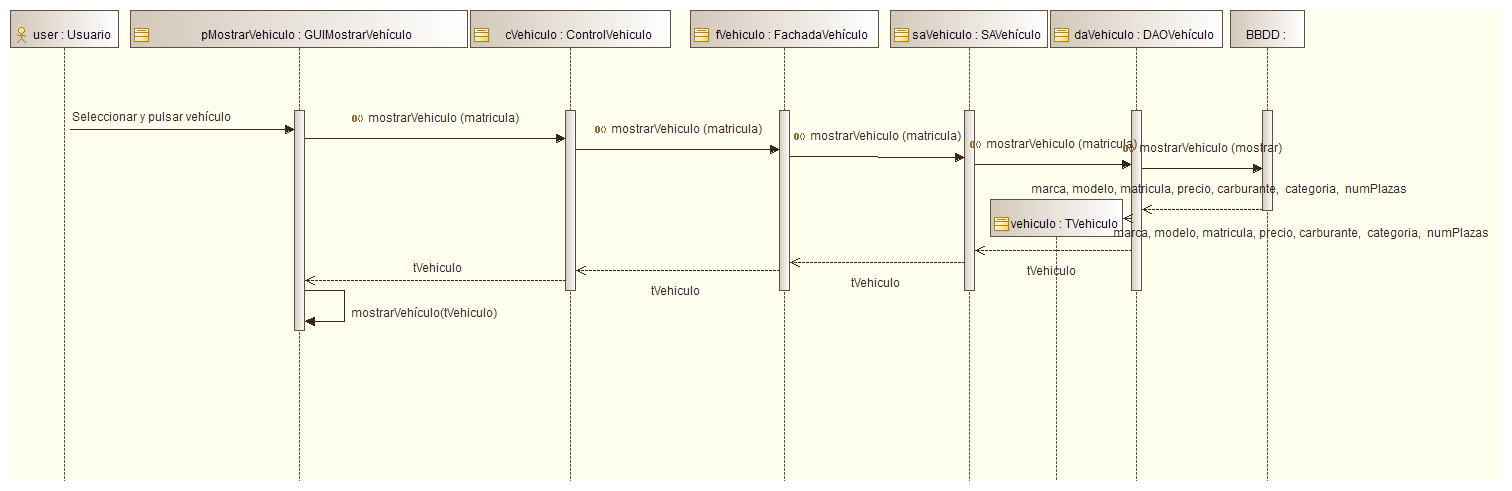 user : Usuario
pMostrarVehiculo : GUIMostrarVehículo
cVehiculo : ControlVehiculo
fVehiculo : FachadaVehículo
saVehiculo : SAVehículo
daVehiculo : DAOVehículo
BBDD :
Seleccionar y pulsar vehículo
mostrarVehiculo (matricula)
mostrarVehiculo (matricula)
mostrarVehiculo (matricula)
mostrarVehiculo (matricula)
mostrarVehiculo (mostrar)
marca, modelo, matricula, precio, carburante, categoria, numPlazas
vehiculo : TVehiculo
marca, modelo, matricula, precio, carburante, categoria, numPlazas
tVehiculo
tVehiculo
tVehiculo
tVehiculo
mostrarVehículo(tVehiculo)